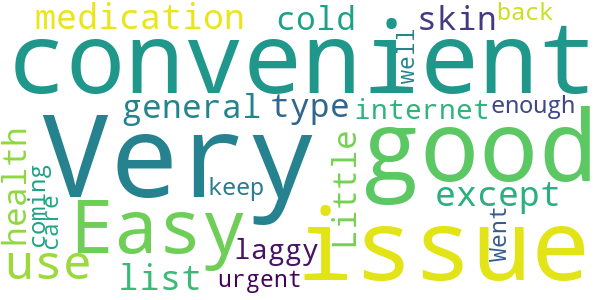 medication cold skin back
convenient
well
general type internet enough
Very good
health
coming
care
keep
Little
except
Easy issue
Went
use list laggy
urgent